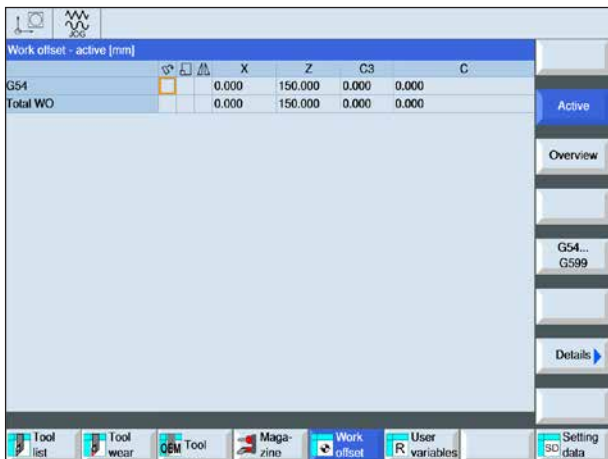 JOG
Work offset - active [mm]
X Z C3 C
G54 0.000 150.000 0.000 0.000
Total WO 0.000 150.000 0.000 0.000
Active
Overview
G54...
G599
Details
Tool
list
Tool
wear
OEM Tool
Maga-
zine
Work
offset
R User
variables
SD Setting
data